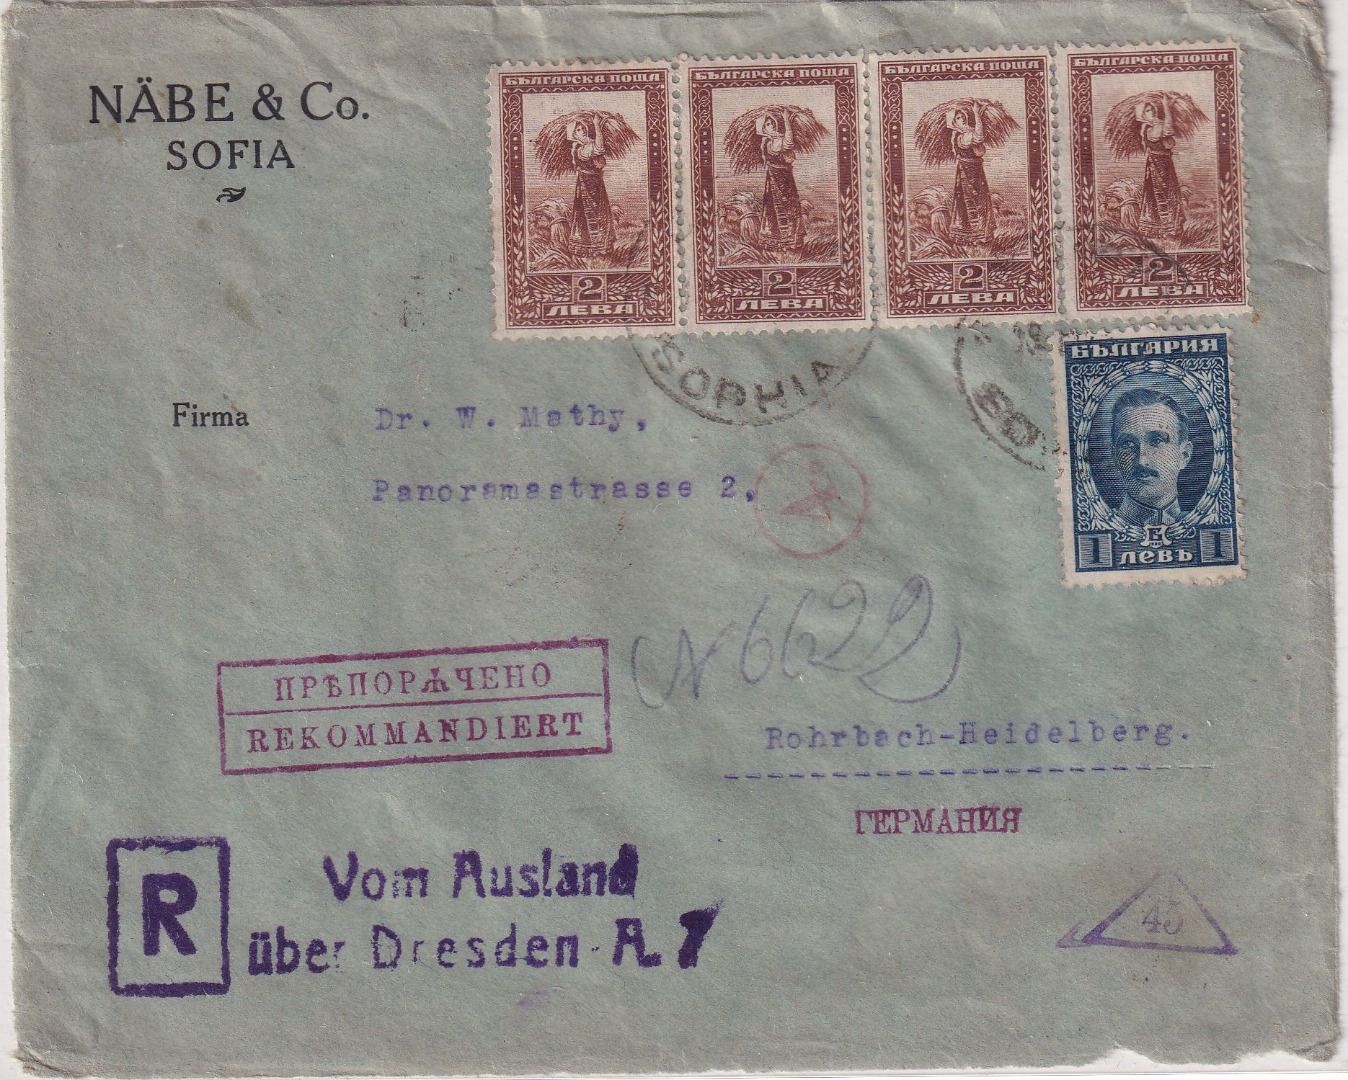 NÄBE & Co.
SOFIA
БЪЛГАРСКА ПОЩА
2
ЛЕВА
БЪЛГАРСКА ПОЩА
2
ЛЕВА
БЪЛГАРСКА ПОЩА
2
ЛЕВА
БЪЛГАРСКА ПОЩА
2
ЛЕВА
SOPHIA
БЪЛГАРИЯ
1 ЛЕВЪ 1
Firma
Dr. W. Mathy,
Panoramastrasse 2,
N 6622
ПРѢПОРѪЧЕНО
REKOMMANDIERT
Rohrbach-Heidelberg.
ГЕРМАНИЯ
R
Vom Ausland
über Dresden-A. 7
45